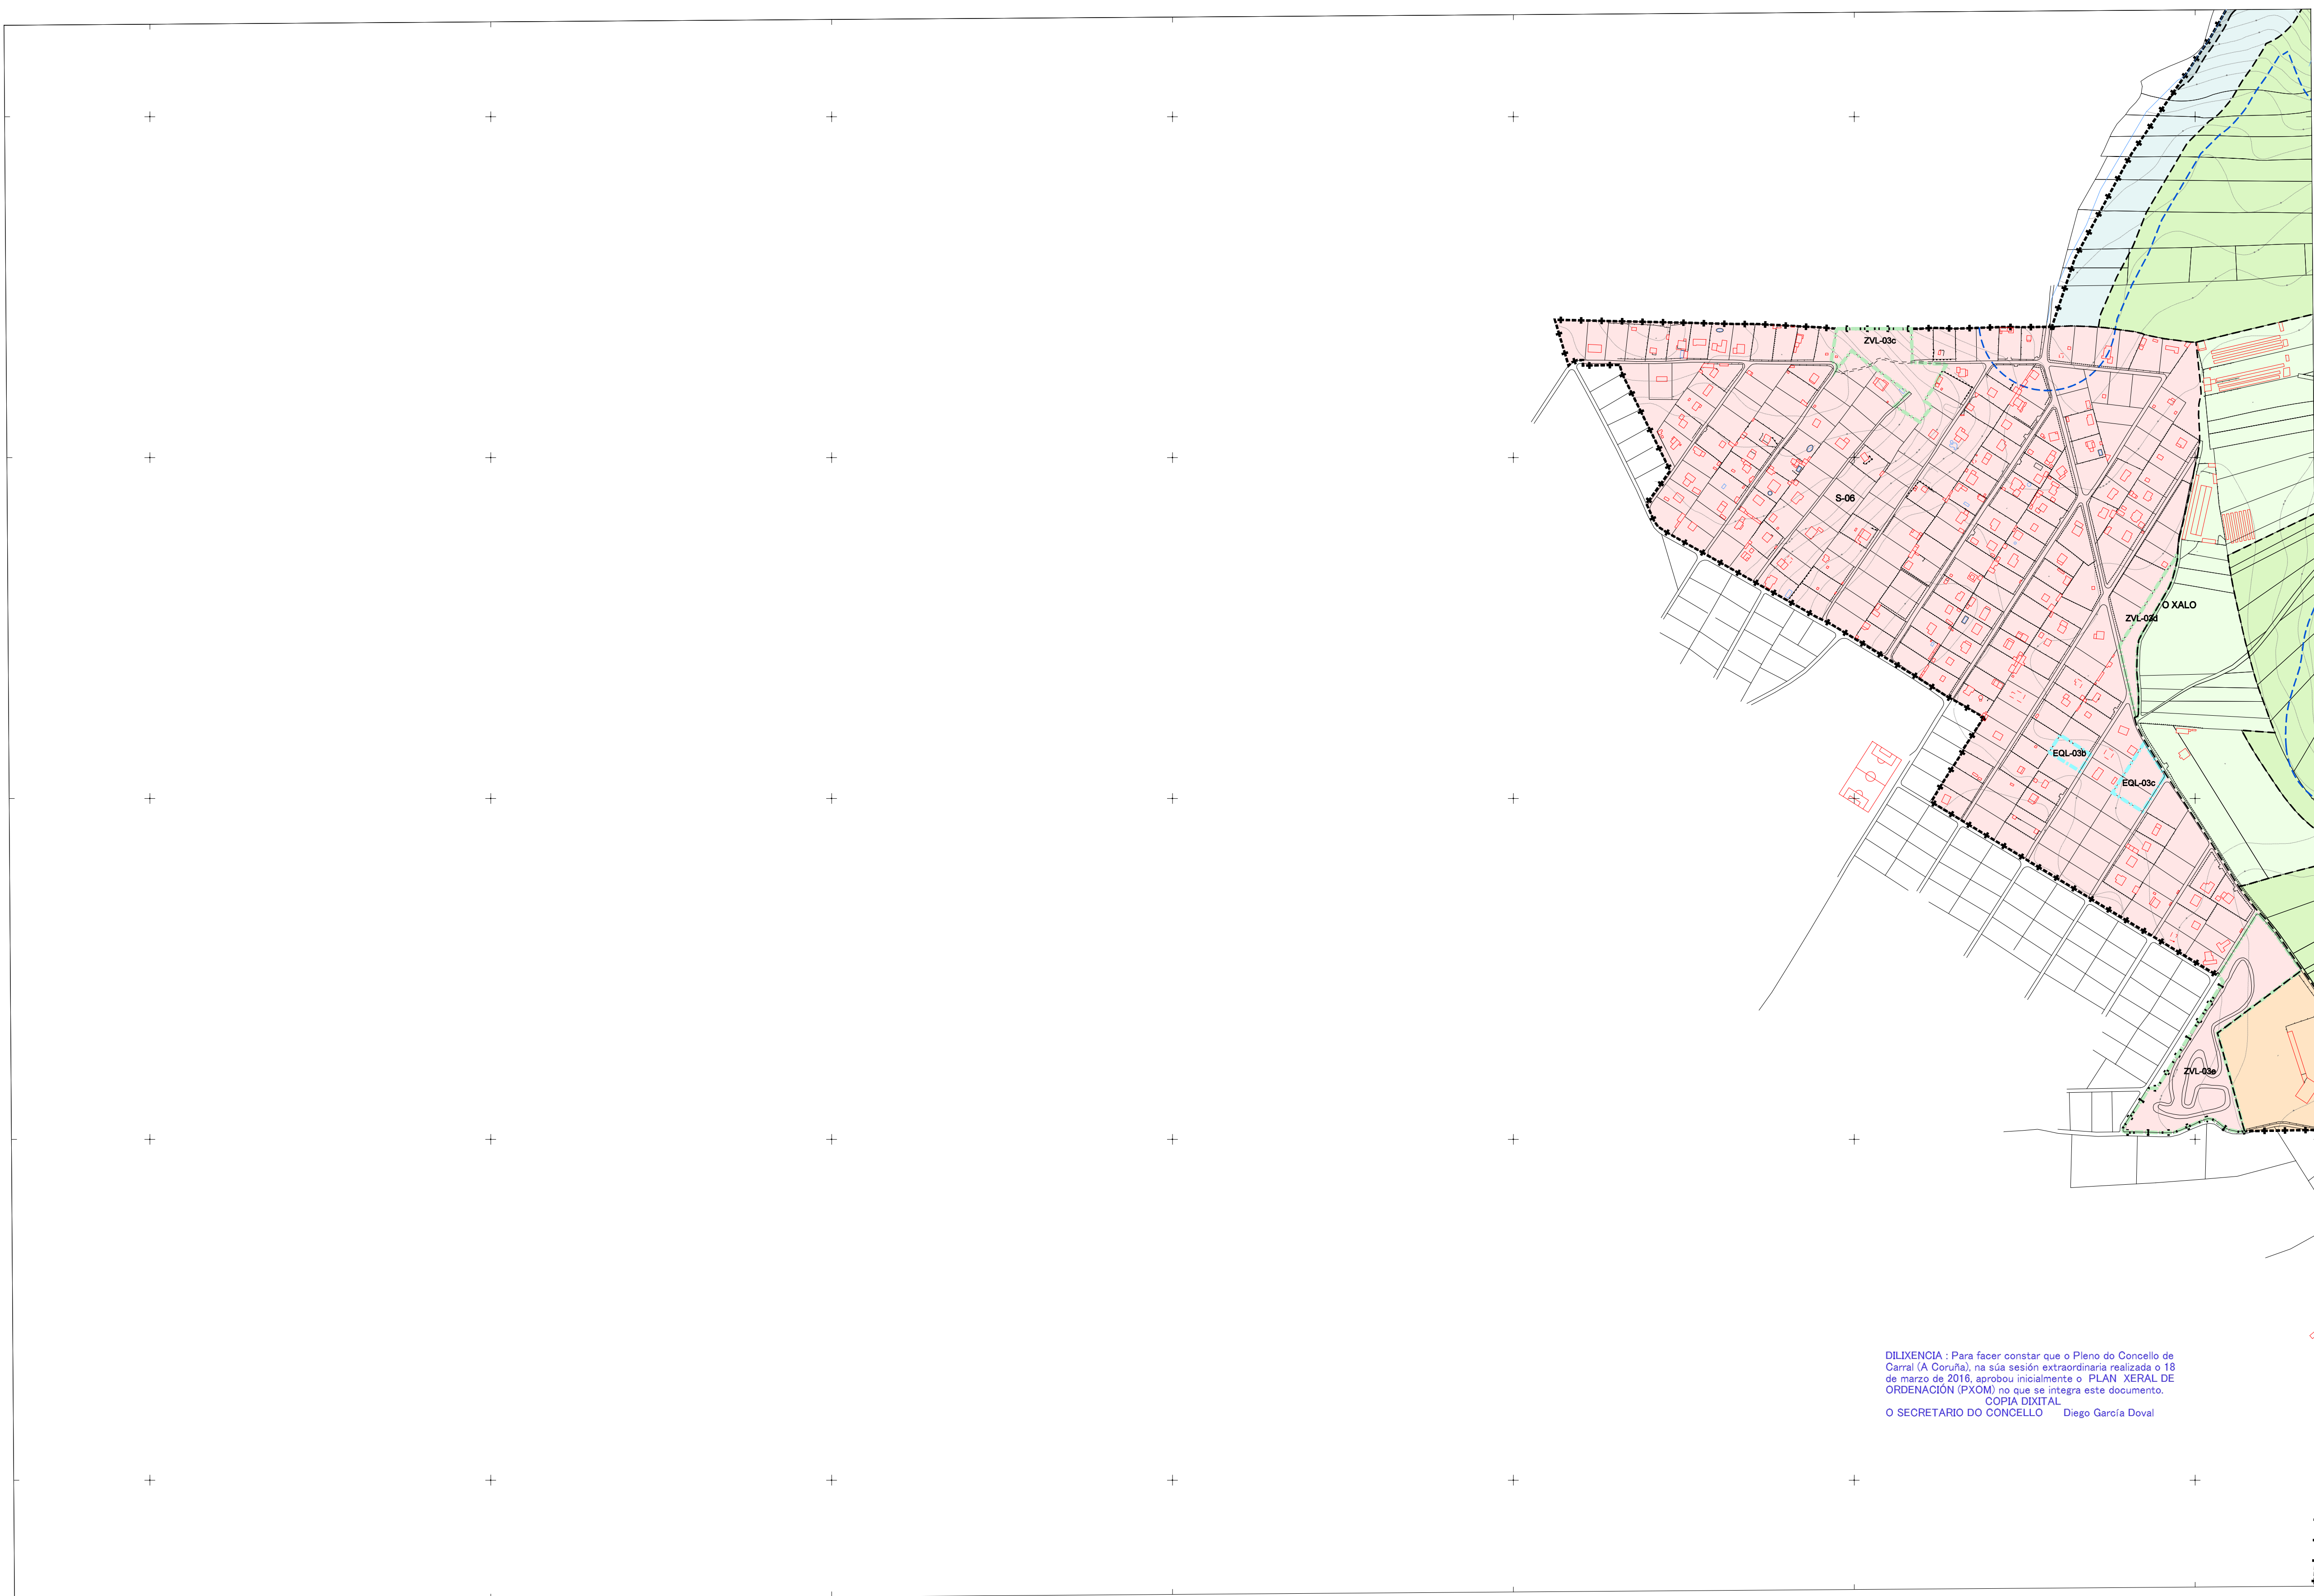 ZVL-03c
S-06
O XALO
ZVL-03d
EQL-03b
EQL-03c
ZVL-03e
DILIXENCIA : Para facer constar que o Pleno do Concello de
Carral (A Coruña), na súa sesión extraordinaria realizada o 18
de marzo de 2016, aprobou inicialmente o PLAN XERAL DE
ORDENACIÓN (PXOM) no que se integra este documento.
COPIA DIXITAL
O SECRETARIO DO CONCELLO Diego García Doval